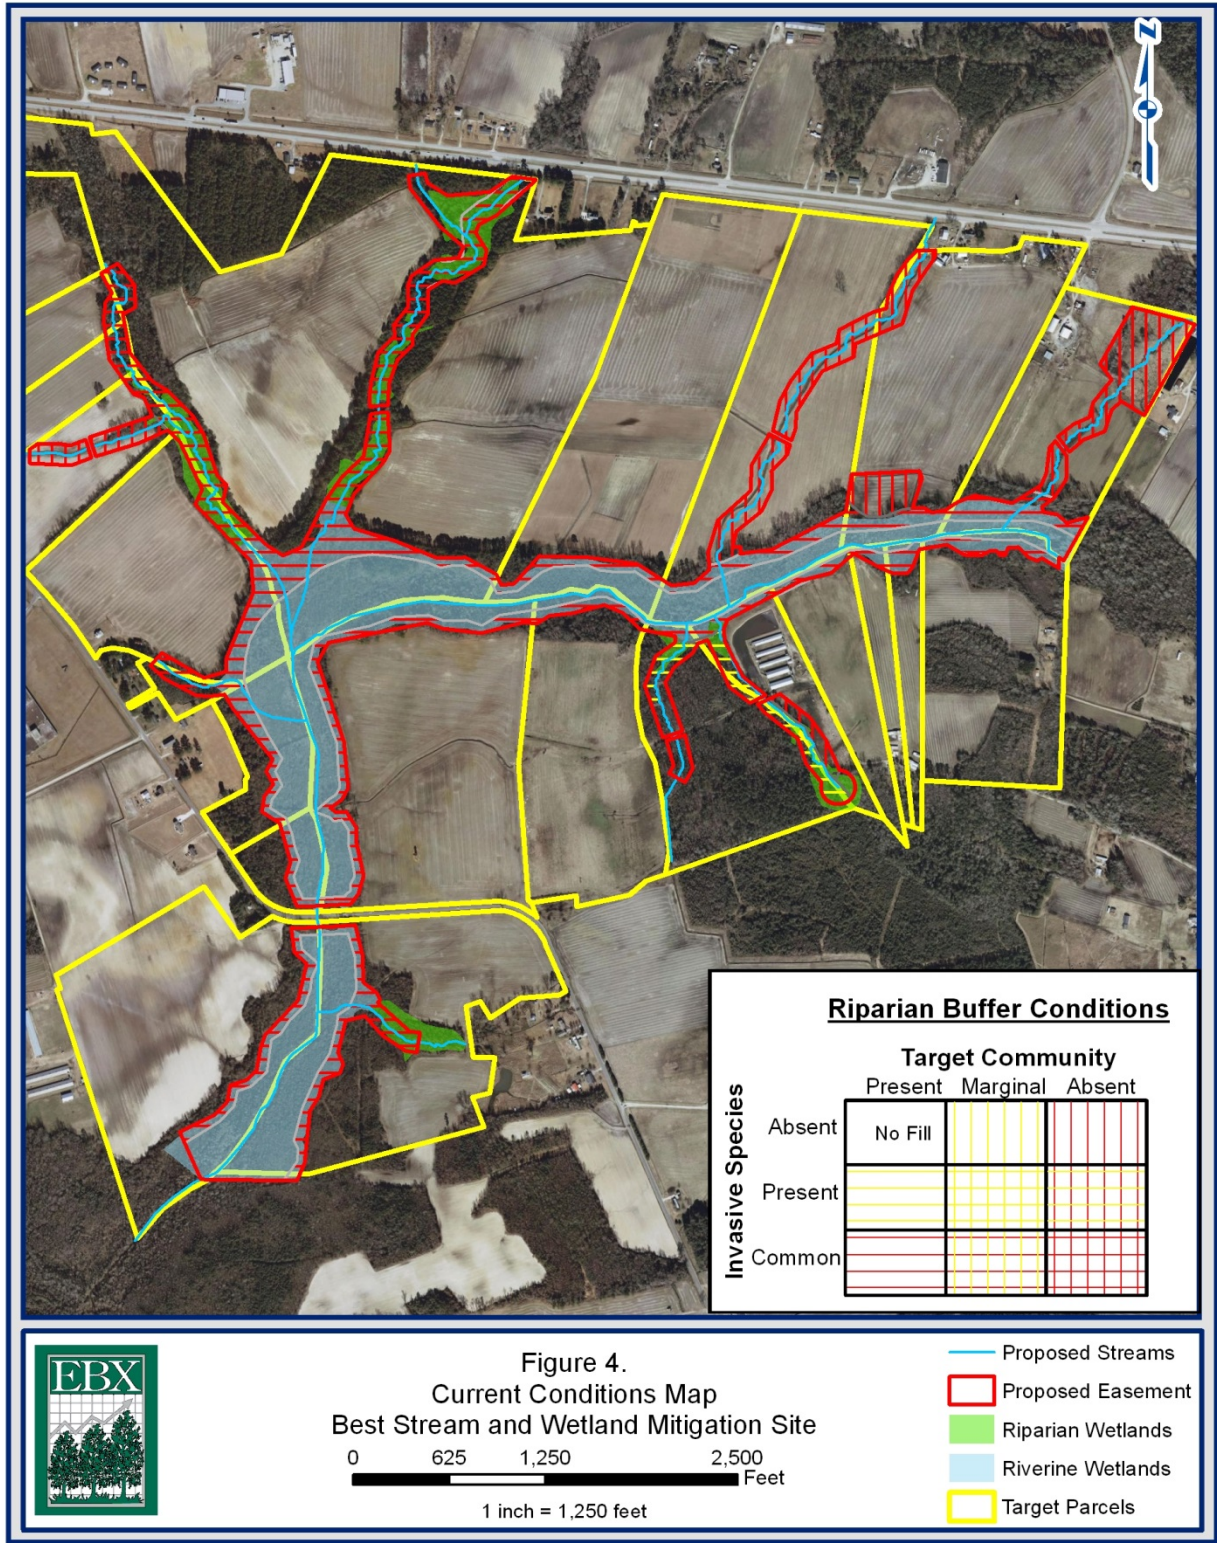 N
Riparian Buffer Conditions
Target Community
Present Marginal Absent
Invasive Species
Absent
No Fill
Present
Common
EBX
Figure 4.
Current Conditions Map
Best Stream and Wetland Mitigation Site
0 625 1,250 2,500
Feet
1 inch = 1,250 feet
Proposed Streams
Proposed Easement
Riparian Wetlands
Riverine Wetlands
Target Parcels